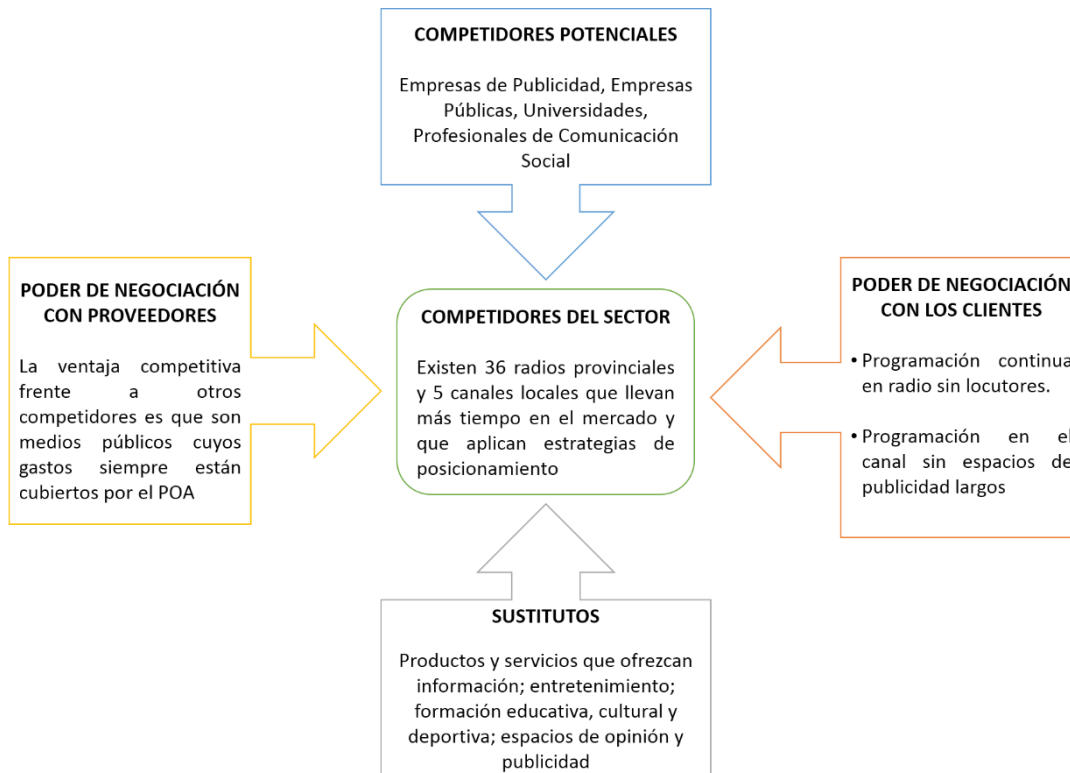 COMPETIDORES POTENCIALES
Empresas de Publicidad, Empresas
Públicas, Universidades,
Profesionales de Comunicación
Social
PODER DE NEGOCIACIÓN
CON PROVEEDORES
La ventaja competitiva
frente a otros
competidores es que son
medios públicos cuyos
gastos siempre están
cubiertos por el POA
COMPETIDORES DEL SECTOR
Existen 36 radios provinciales
y 5 canales locales que llevan
más tiempo en el mercado y
que aplican estrategias de
posicionamiento
PODER DE NEGOCIACIÓN
CON LOS CLIENTES
• Programación continua
en radio sin locutores.
• Programación en el
canal sin espacios de
publicidad largos
SUSTITUTOS
Productos y servicios que ofrezcan
información; entretenimiento;
formación educativa, cultural y
deportiva; espacios de opinión y
publicidad